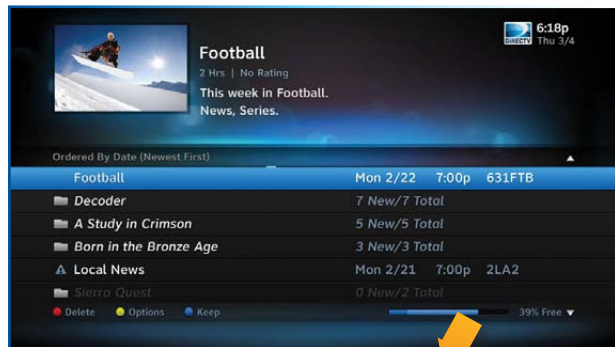 Football
2 Hrs | No Rating
This week in Football.
News, Series.
DIRECTV
6:18p
Thu 3/4
Ordered By Date (Newest First)
Football Mon 2/22 7:00p 631FTB
Decoder 7 New/7 Total
A Study in Crimson 5 New/5 Total
Born in the Bronze Age 3 New/3 Total
Local News Mon 2/21 7:00p 2LA2
Sierra Quest 0 New/2 Total
Delete Options Keep 39% Free